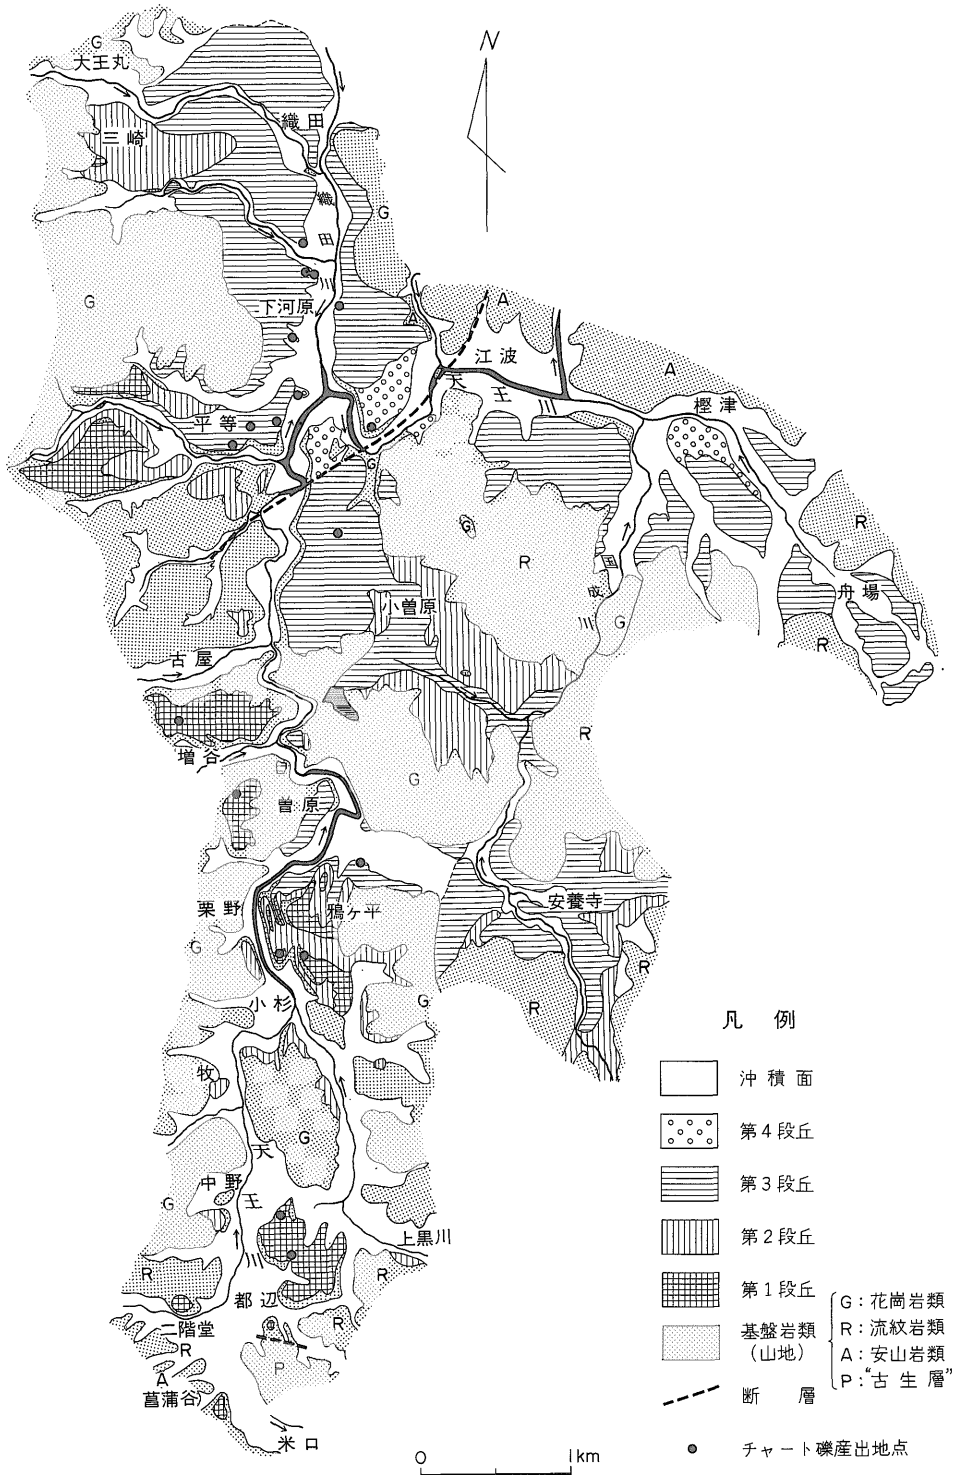 N
G
大王丸
織田
三崎
織田
G
G
下河原
A
A
江波
天王川
A
樫津
平等
G
G
R
R
国成川
舟場
小曽原
G
R
古屋
R
増谷
G
曽原
安養寺
栗野
鴉ヶ平
G
R
R
小杉
G
牧
G
天王川
中野
G
上黒川
R
R
都辺
R
二階堂
G
R
P
A
菖蒲谷
米口
0 1km
凡例
沖積面
第4段丘
第3段丘
第2段丘
第1段丘
基盤岩類
(山地)
G:花崗岩類
R:流紋岩類
A:安山岩類
P:"古生層"
断層
チャート礫産出地点